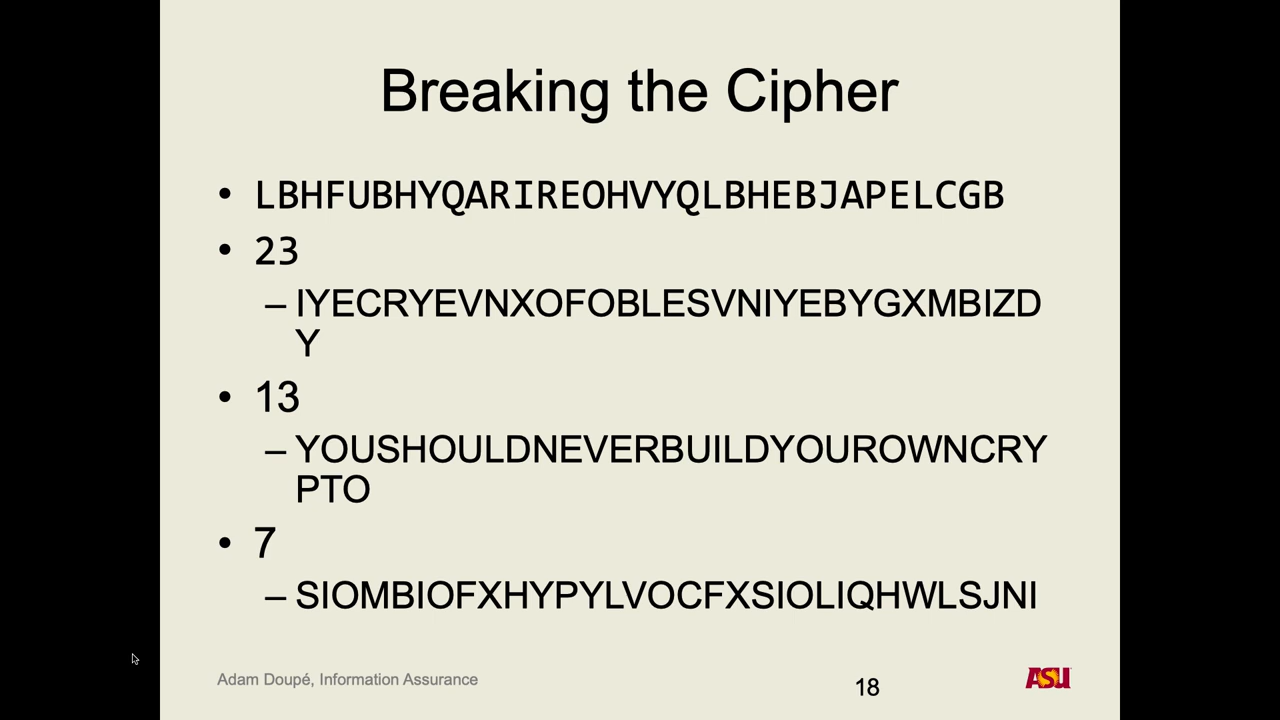 Breaking the Cipher
• LBHFUBHYQARIREOHVYQLBHEBJAPELCGB
• 23
– IYECRYEVNXOFOBLESVNIYEBYGXMBIZD
Y
• 13
– YOUSHOULDNEVERBUILDYOUROWNCRY
PTO
• 7
– SIOMBIOFXHYPYLVOCFXSIOLIQHWLSJNI
Adam Doupé, Information Assurance
18
ASU